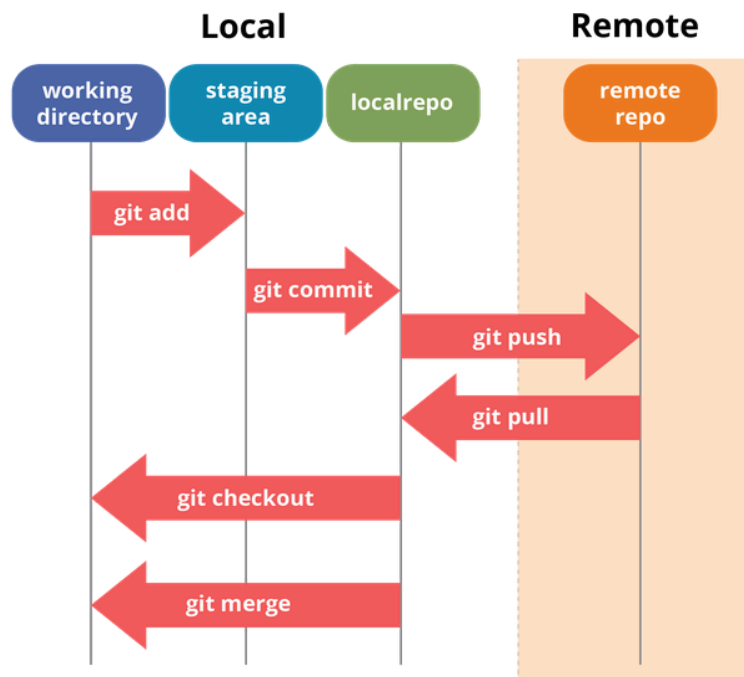 Local
Remote
working
directory
staging
area
localrepo
remote
repo
git add
git commit
git push
git pull
git checkout
git merge